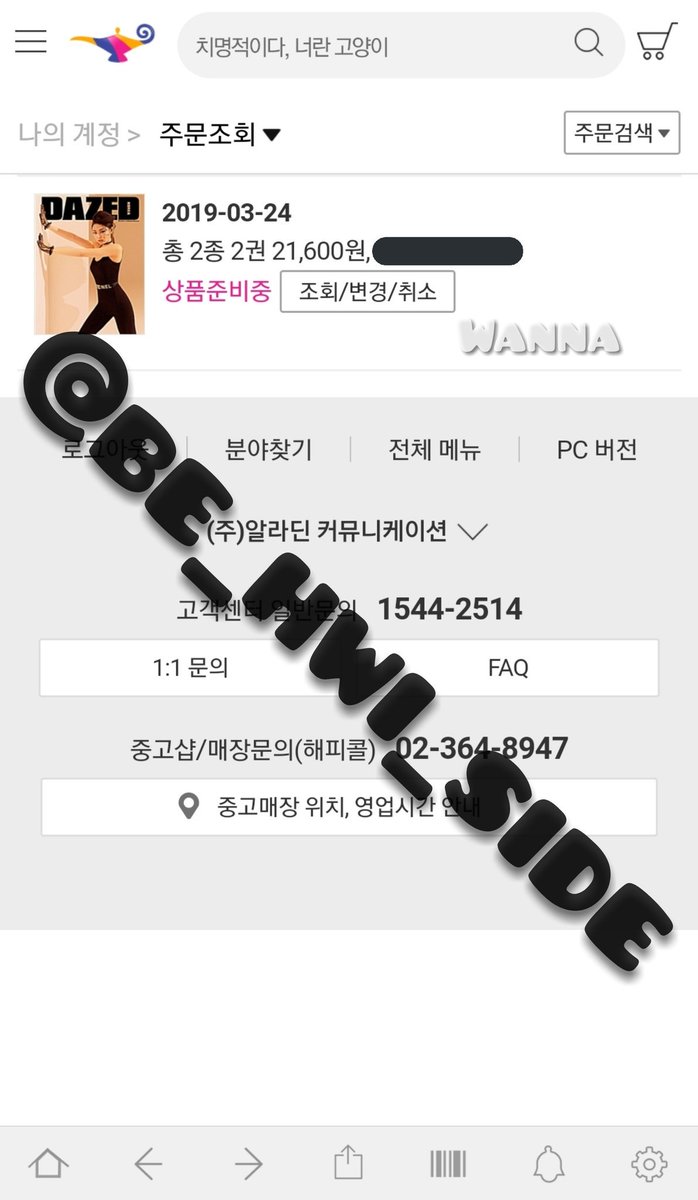 치명적이다, 너란 고양이
나의 계정 > 주문조회 ▼
주문검색 ▼
DAZED
2019-03-24
총 2종 2권 21,600원,
상품준비중 조회/변경/취소
WANNA
@BE_HWI_SIDE
로그아웃 | 분야찾기 | 전체 메뉴 | PC 버전
(주)알라딘 커뮤니케이션
고객센터 일반문의 1544-2514
1:1 문의 FAQ
중고샵/매장문의(해피콜) 02-364-8947
중고매장 위치, 영업시간 안내